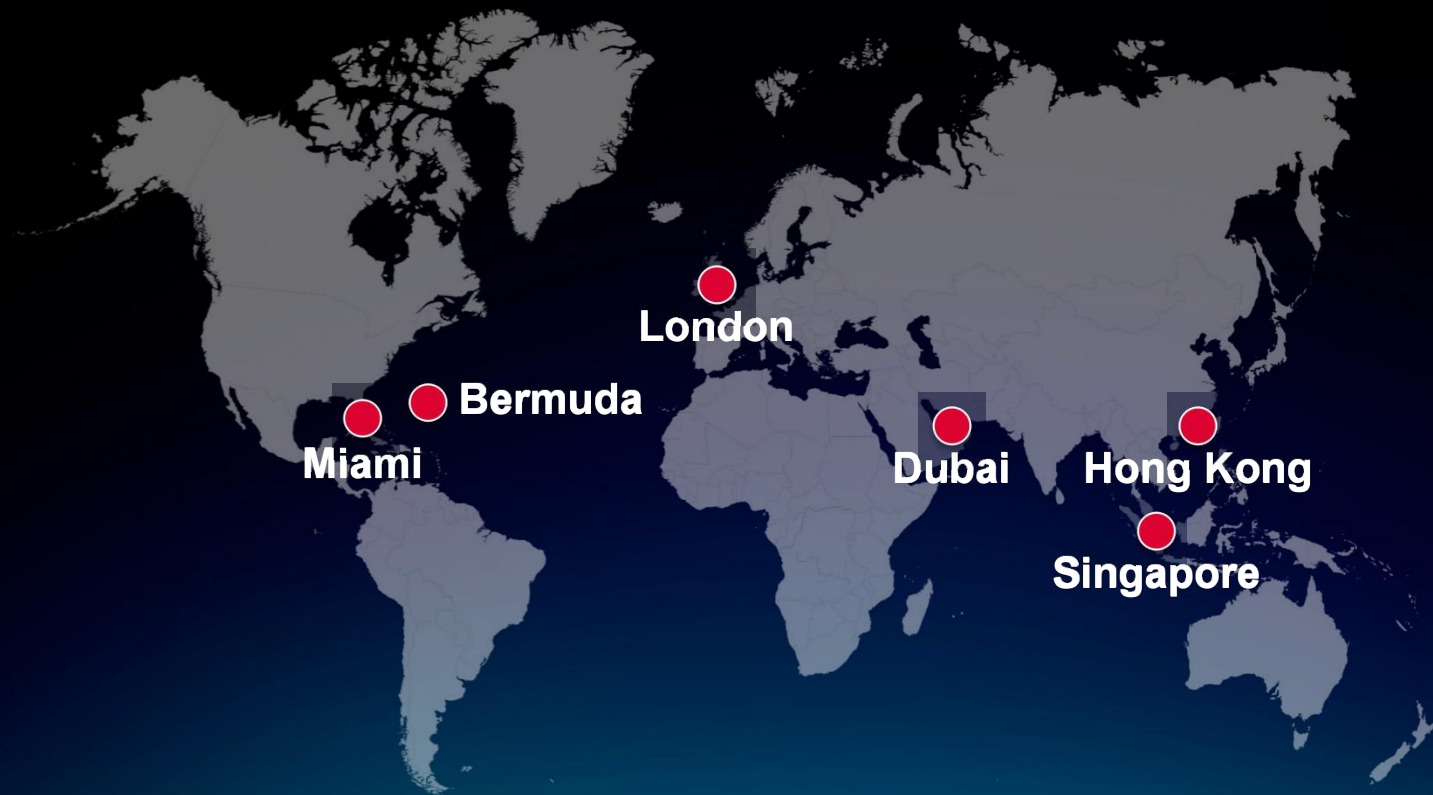 London
Bermuda
Miami
Dubai
Hong Kong
Singapore